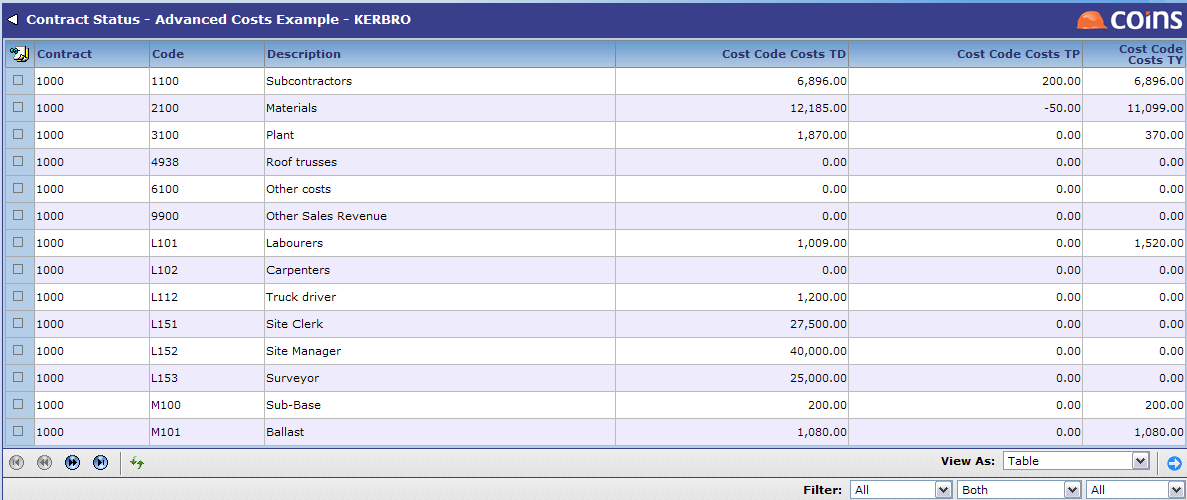 Contract Status - Advanced Costs Example - KERBRO coins
Contract Code Description Cost Code Costs TD Cost Code Costs TP Cost Code Costs TY
1000 1100 Subcontractors 6,896.00 200.00 6,896.00
1000 2100 Materials 12,185.00 -50.00 11,099.00
1000 3100 Plant 1,870.00 0.00 370.00
1000 4938 Roof trusses 0.00 0.00 0.00
1000 6100 Other costs 0.00 0.00 0.00
1000 9900 Other Sales Revenue 0.00 0.00 0.00
1000 L101 Labourers 1,009.00 0.00 1,520.00
1000 L102 Carpenters 0.00 0.00 0.00
1000 L112 Truck driver 1,200.00 0.00 0.00
1000 L151 Site Clerk 27,500.00 0.00 0.00
1000 L152 Site Manager 40,000.00 0.00 0.00
1000 L153 Surveyor 25,000.00 0.00 0.00
1000 M100 Sub-Base 200.00 0.00 200.00
1000 M101 Ballast 1,080.00 0.00 1,080.00
View As: Table
Filter: All Both All